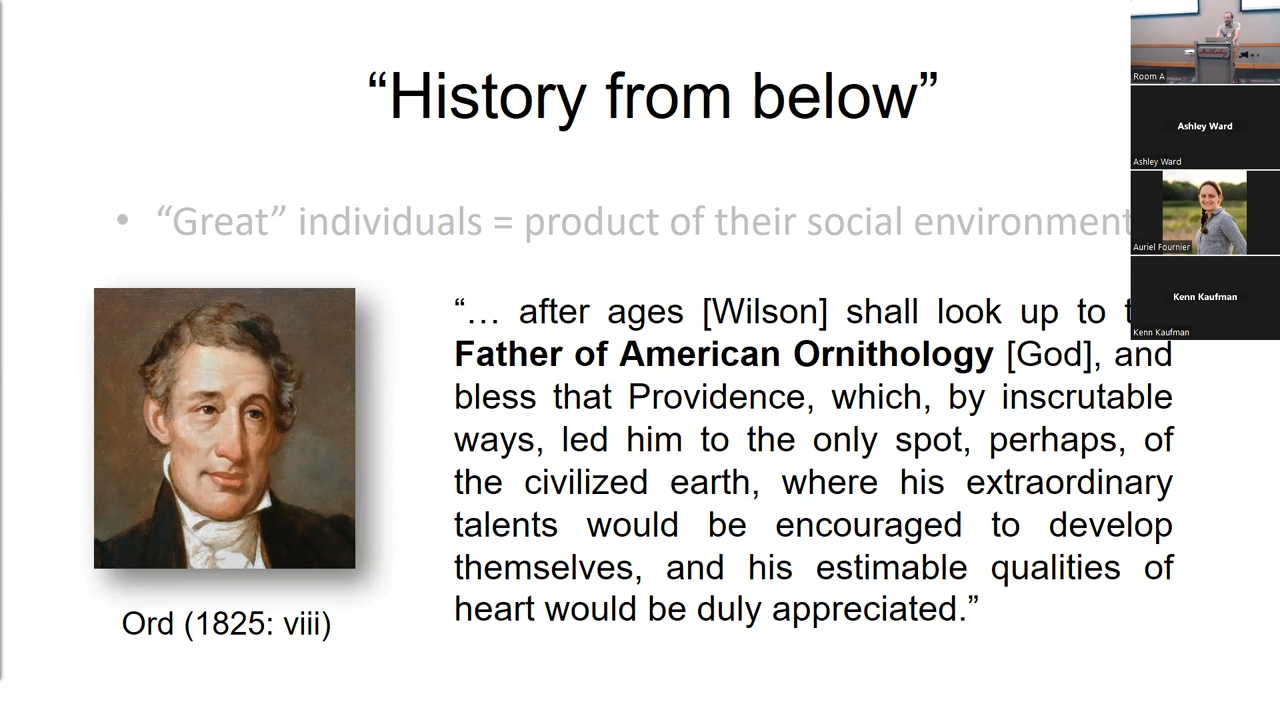 “History from below”
• “Great” individuals = product of their social environment
“… after ages [Wilson] shall look up to
Father of American Ornithology [God], and
bless that Providence, which, by inscrutable
ways, led him to the only spot, perhaps, of
the civilized earth, where his extraordinary
talents would be encouraged to develop
themselves, and his estimable qualities of
heart would be duly appreciated.”
Ord (1825: viii)
Room A
Ashley Ward
Ashley Ward
Auriel Fournier
Kenn Kaufman
Kenn Kaufman